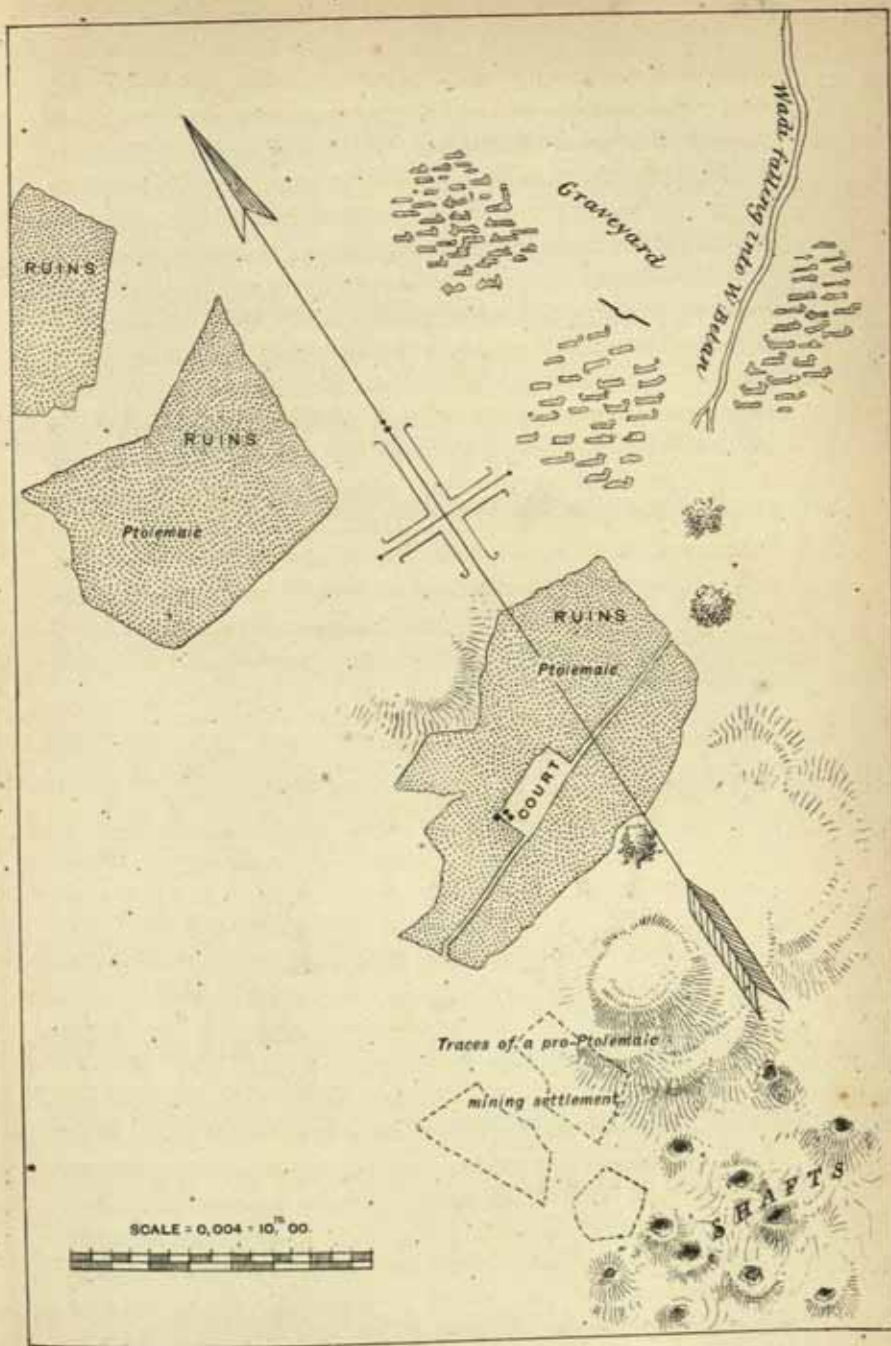 Graveyard
Wadi falling into W. Belan
RUINS
RUINS
Ptolemaic
RUINS
Ptolemaic
COURT
Traces of a pro-Ptolemaic
mining settlement.
SHAFTS
SCALE = 0,004 = 10,m 00.